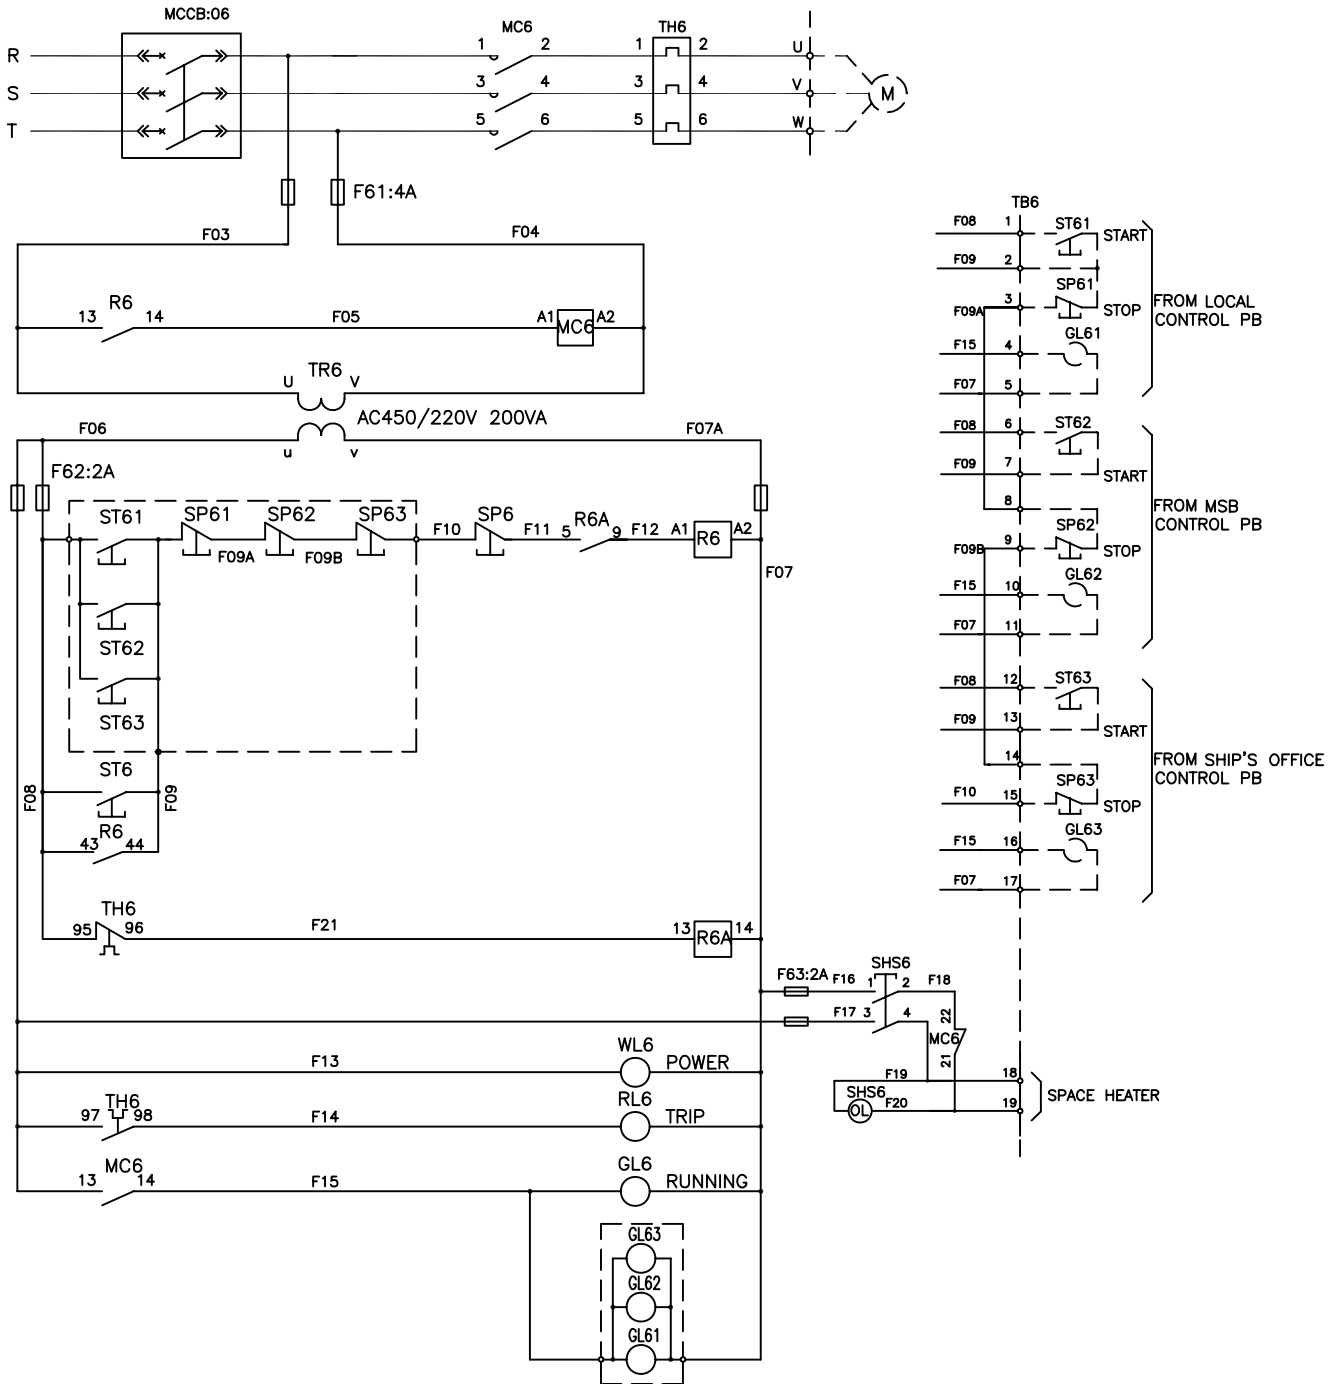 MCCB:06
MC6
TH6
R
1 2 1 2 U
S
3 4 3 4 V
M
T
5 6 5 6 W
F61:4A
F03 F04
R6
13 14 F05 A1 MC6 A2
TR6
U V
AC450/220V 200VA
F06 F07A
u v
F62:2A
ST61 SP61 SP62 SP63 F10 SP6 F11 5 R6A 9 F12 A1 R6 A2
F09A F09B
F07
ST62
ST63
ST6
F08 F09
R6
43 44
TH6
95 96 F21 13 R6A 14
F63:2A F16 1 SHS6 2 F18
F17 3 4 22
MC6
21
F19 18
SHS6
OL F20 19
SPACE HEATER
F13 WL6 POWER
TH6
97 98 F14 RL6 TRIP
MC6
13 14 F15 GL6 RUNNING
GL63
GL62
GL61
TB6
F08 1 ST61 START
F09 2
SP61
F09A 3 STOP
GL61
F15 4
F07 5
FROM LOCAL
CONTROL PB
F08 6 ST62
F09 7 START
8
SP62
F09B 9 STOP
GL62
F15 10
F07 11
FROM MSB
CONTROL PB
F08 12 ST63
F09 13 START
14
SP63
F10 15 STOP
GL63
F15 16
F07 17
FROM SHIP'S OFFICE
CONTROL PB